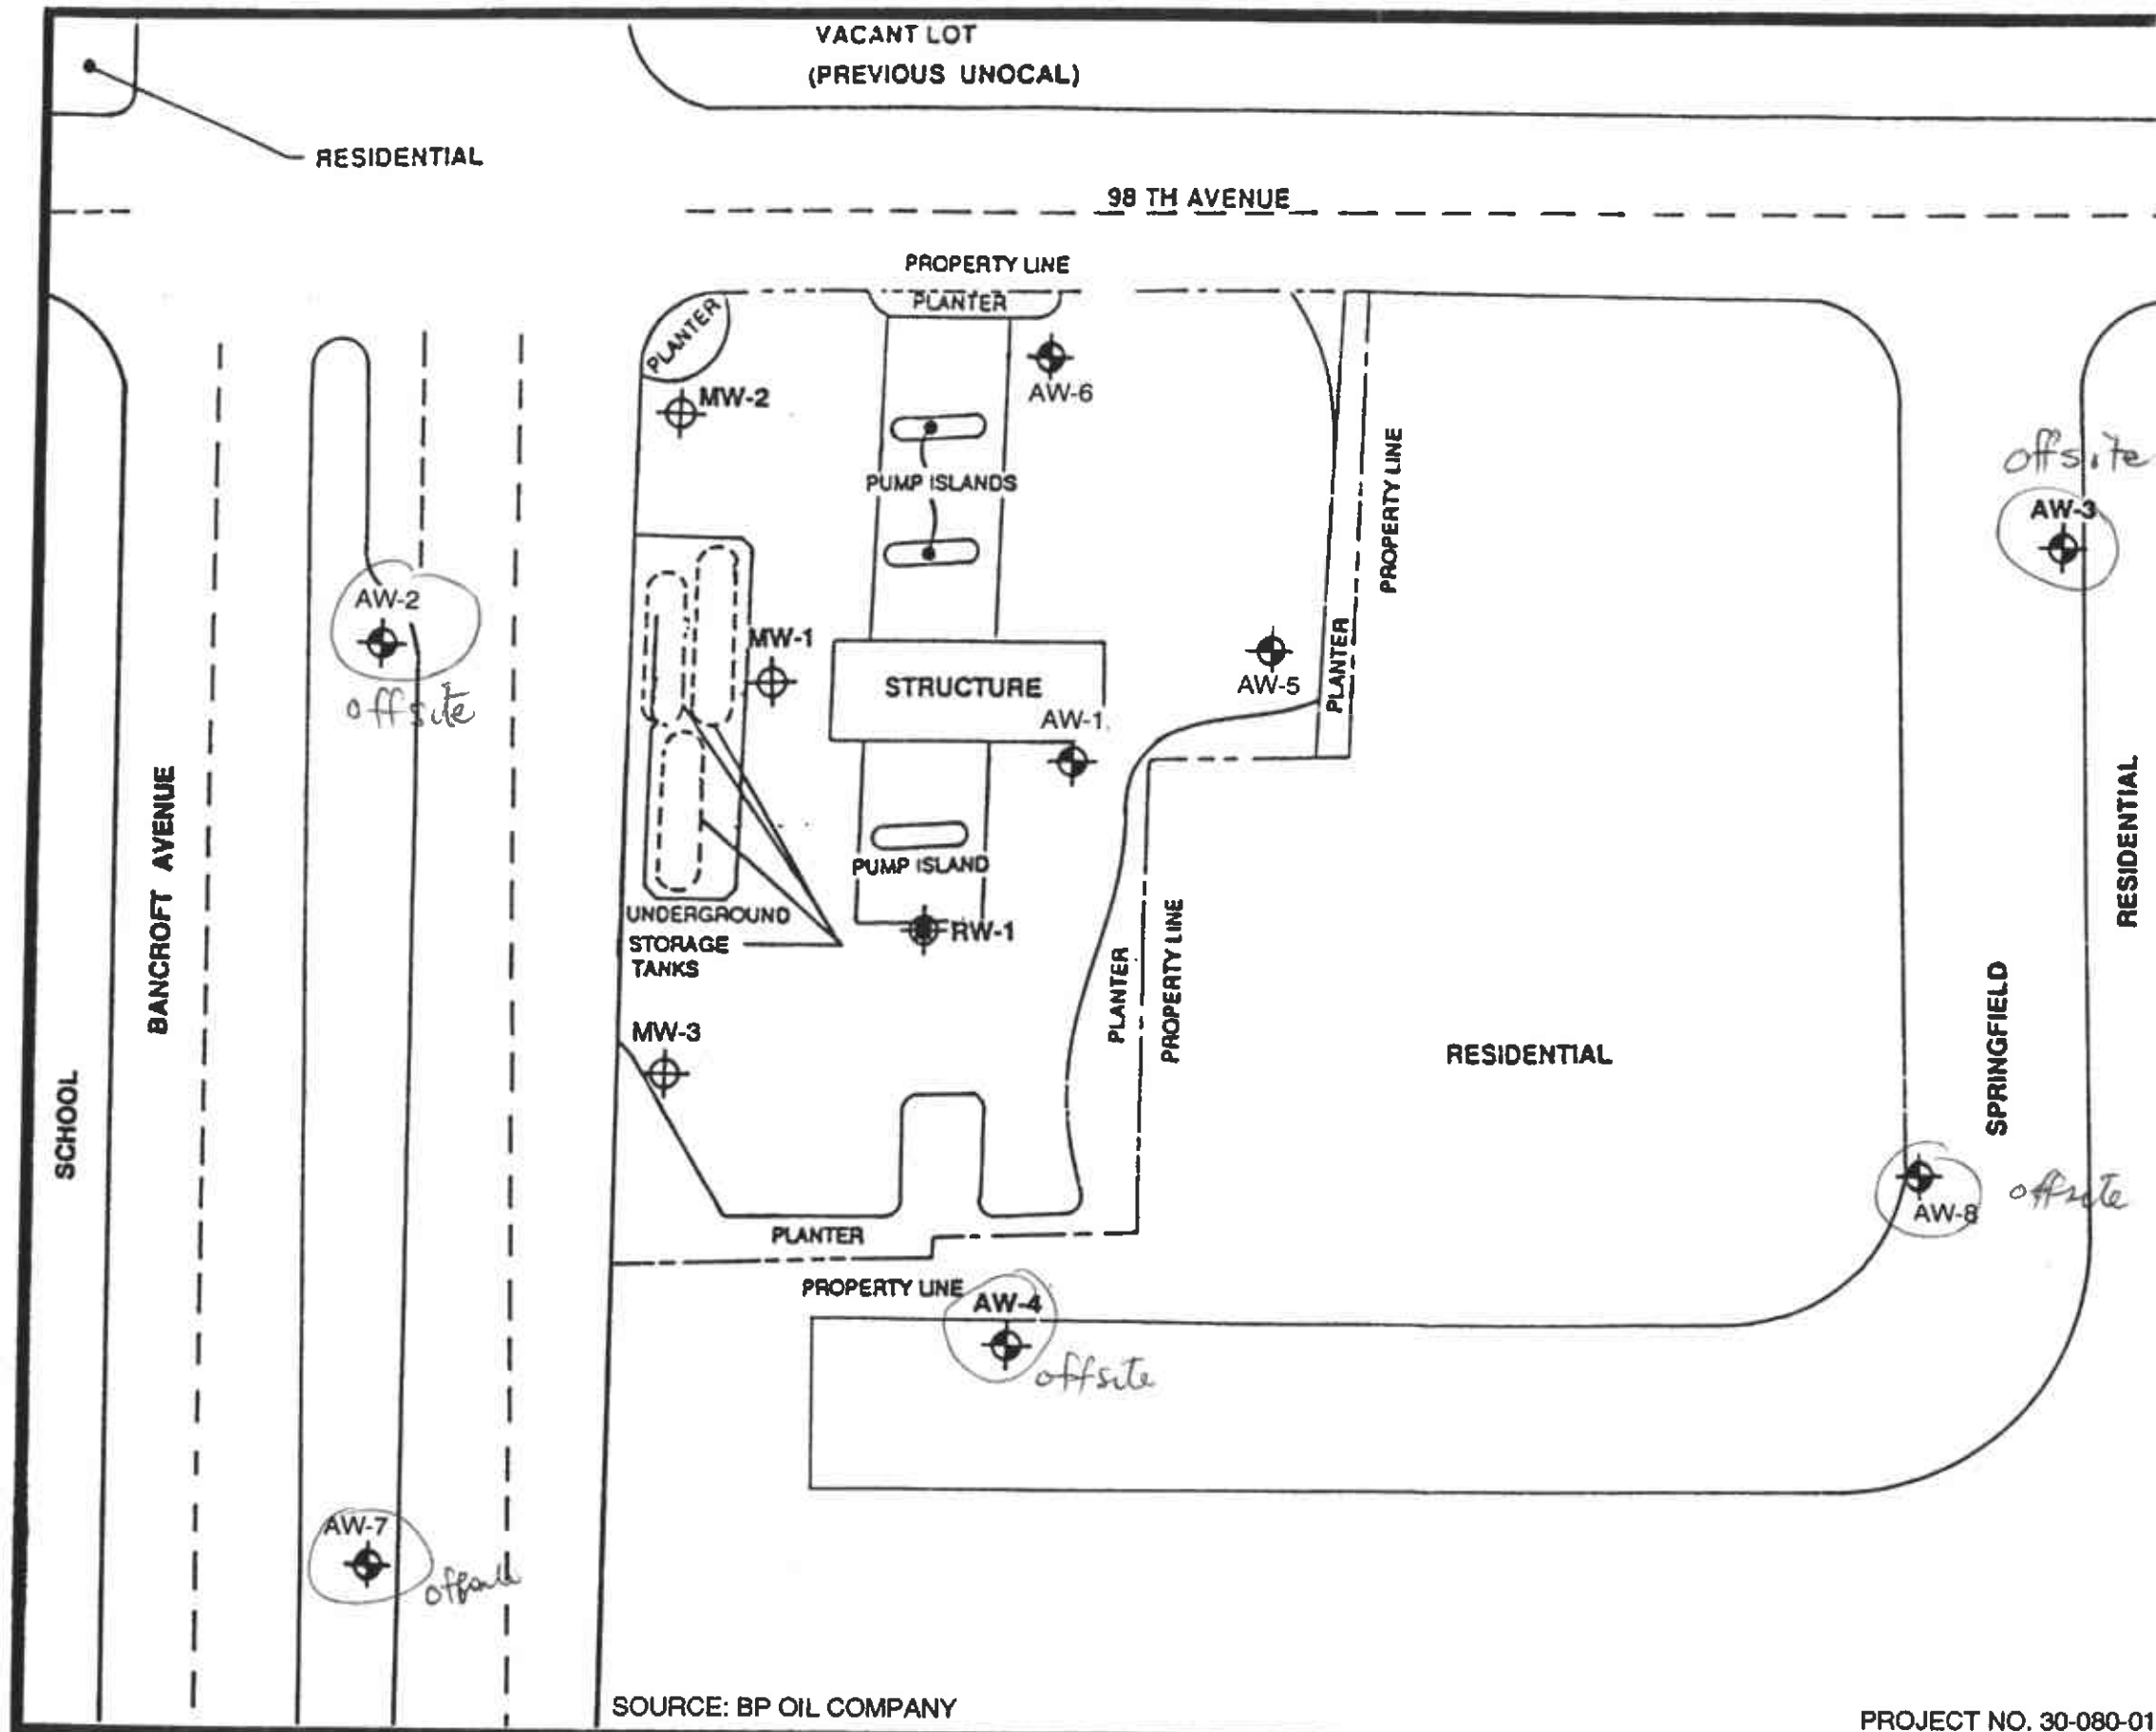 VACANT LOT
(PREVIOUS UNOCAL)
RESIDENTIAL
98 TH AVENUE
PROPERTY LINE
PLANTER
PLANTER
AW-6
MW-2
PUMP ISLANDS
PROPERTY LINE
offsite
AW-3
AW-2
offsite
MW-1
STRUCTURE
AW-5
PLANTER
AW-1
BANCROFT AVENUE
RESIDENTIAL
PUMP ISLAND
UNDERGROUND
STORAGE
TANKS
RW-1
PLANTER
PROPERTY LINE
MW-3
RESIDENTIAL
SPRINGFIELD
SCHOOL
AW-8
offsite
PLANTER
PROPERTY LINE
AW-4
offsite
AW-7
offsite
SOURCE: BP OIL COMPANY
PROJECT NO. 30-080-01